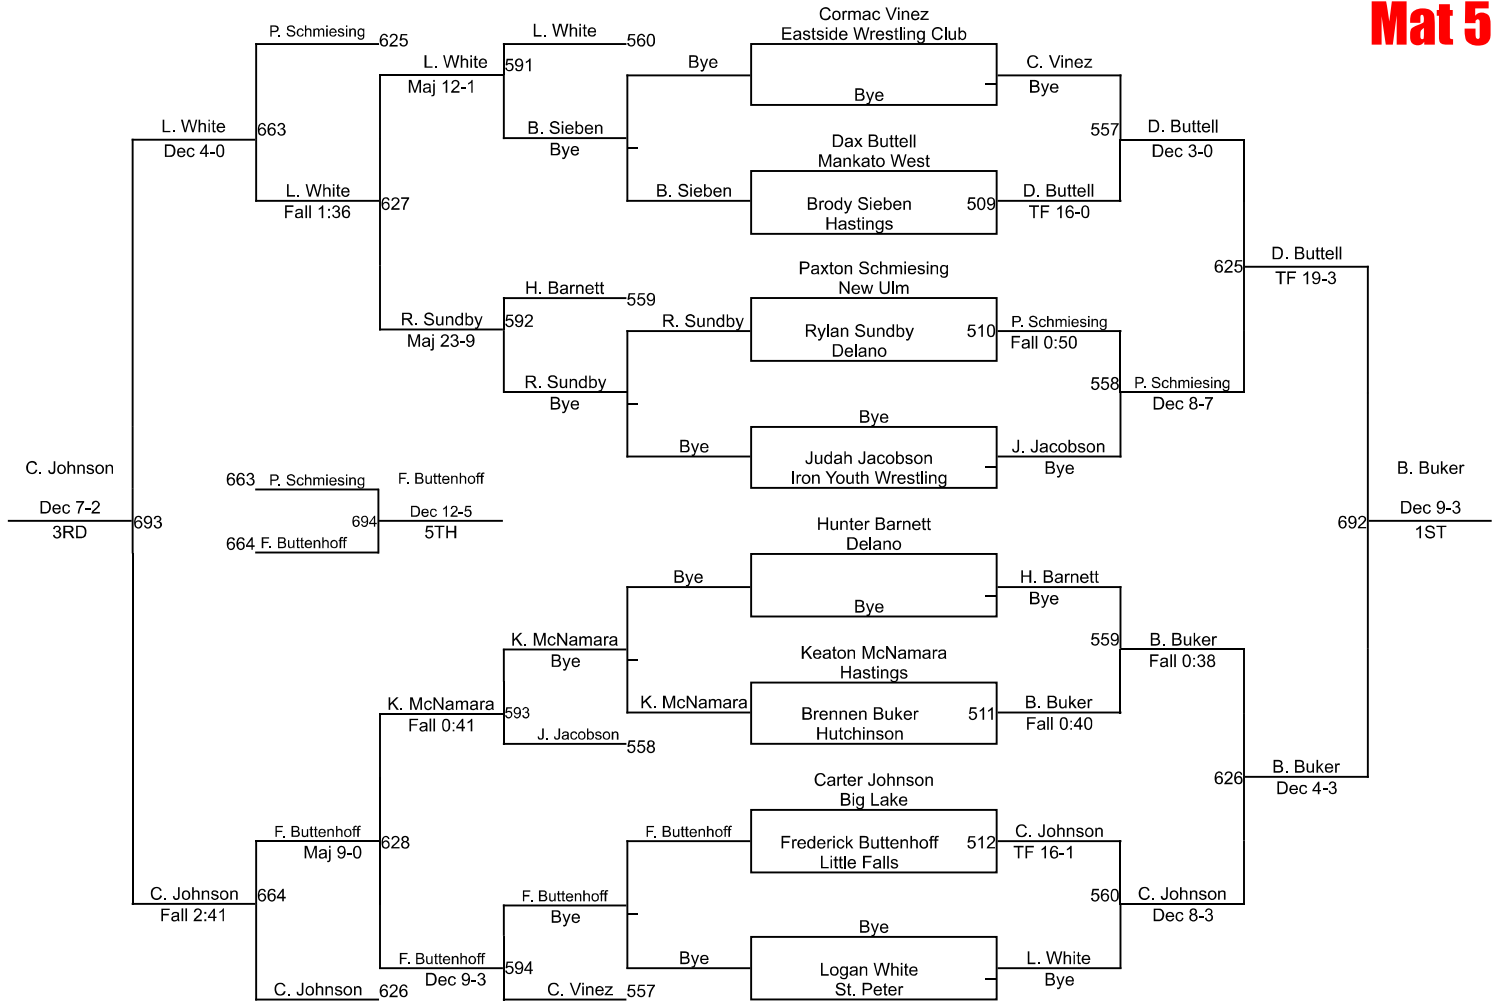 Mat 5
Cormac Vinez
Eastside Wrestling Club
P. Schmiesing 625
L. White 560
L. White 591
Maj 12-1
Bye
Bye
C. Vinez
Bye
L. White 663
Dec 4-0
B. Sieben
Bye
557
D. Buttell
Dec 3-0
Dax Buttell
Mankato West
L. White
Fall 1:36
627
B. Sieben
Brody Sieben 509
Hastings
D. Buttell
TF 16-0
Paxton Schmiesing
New Ulm
625
D. Buttell
TF 19-3
H. Barnett 559
R. Sundby 592
Maj 23-9
R. Sundby
Rylan Sundby 510
Delano
P. Schmiesing
Fall 0:50
R. Sundby
Bye
558
P. Schmiesing
Dec 8-7
Bye
Bye
Judah Jacobson
Iron Youth Wrestling
J. Jacobson
Bye
C. Johnson
Dec 7-2
3RD
693
663 P. Schmiesing
664 F. Buttenhoff
694
F. Buttenhoff
Dec 12-5
5TH
692
B. Buker
Dec 9-3
1ST
Hunter Barnett
Delano
Bye
Bye
H. Barnett
Bye
K. McNamara
Bye
559
B. Buker
Fall 0:38
Keaton McNamara
Hastings
K. McNamara
Fall 0:41
593
K. McNamara
Brennen Buker 511
Hutchinson
B. Buker
Fall 0:40
J. Jacobson 558
626
B. Buker
Dec 4-3
Carter Johnson
Big Lake
F. Buttenhoff
Maj 9-0
628
F. Buttenhoff
Frederick Buttenhoff 512
Little Falls
C. Johnson
TF 16-1
C. Johnson 664
Fall 2:41
F. Buttenhoff
Bye
560
C. Johnson
Dec 8-3
Bye
F. Buttenhoff
Dec 9-3
594
Bye
Logan White
St. Peter
L. White
Bye
C. Johnson 626
C. Vinez 557